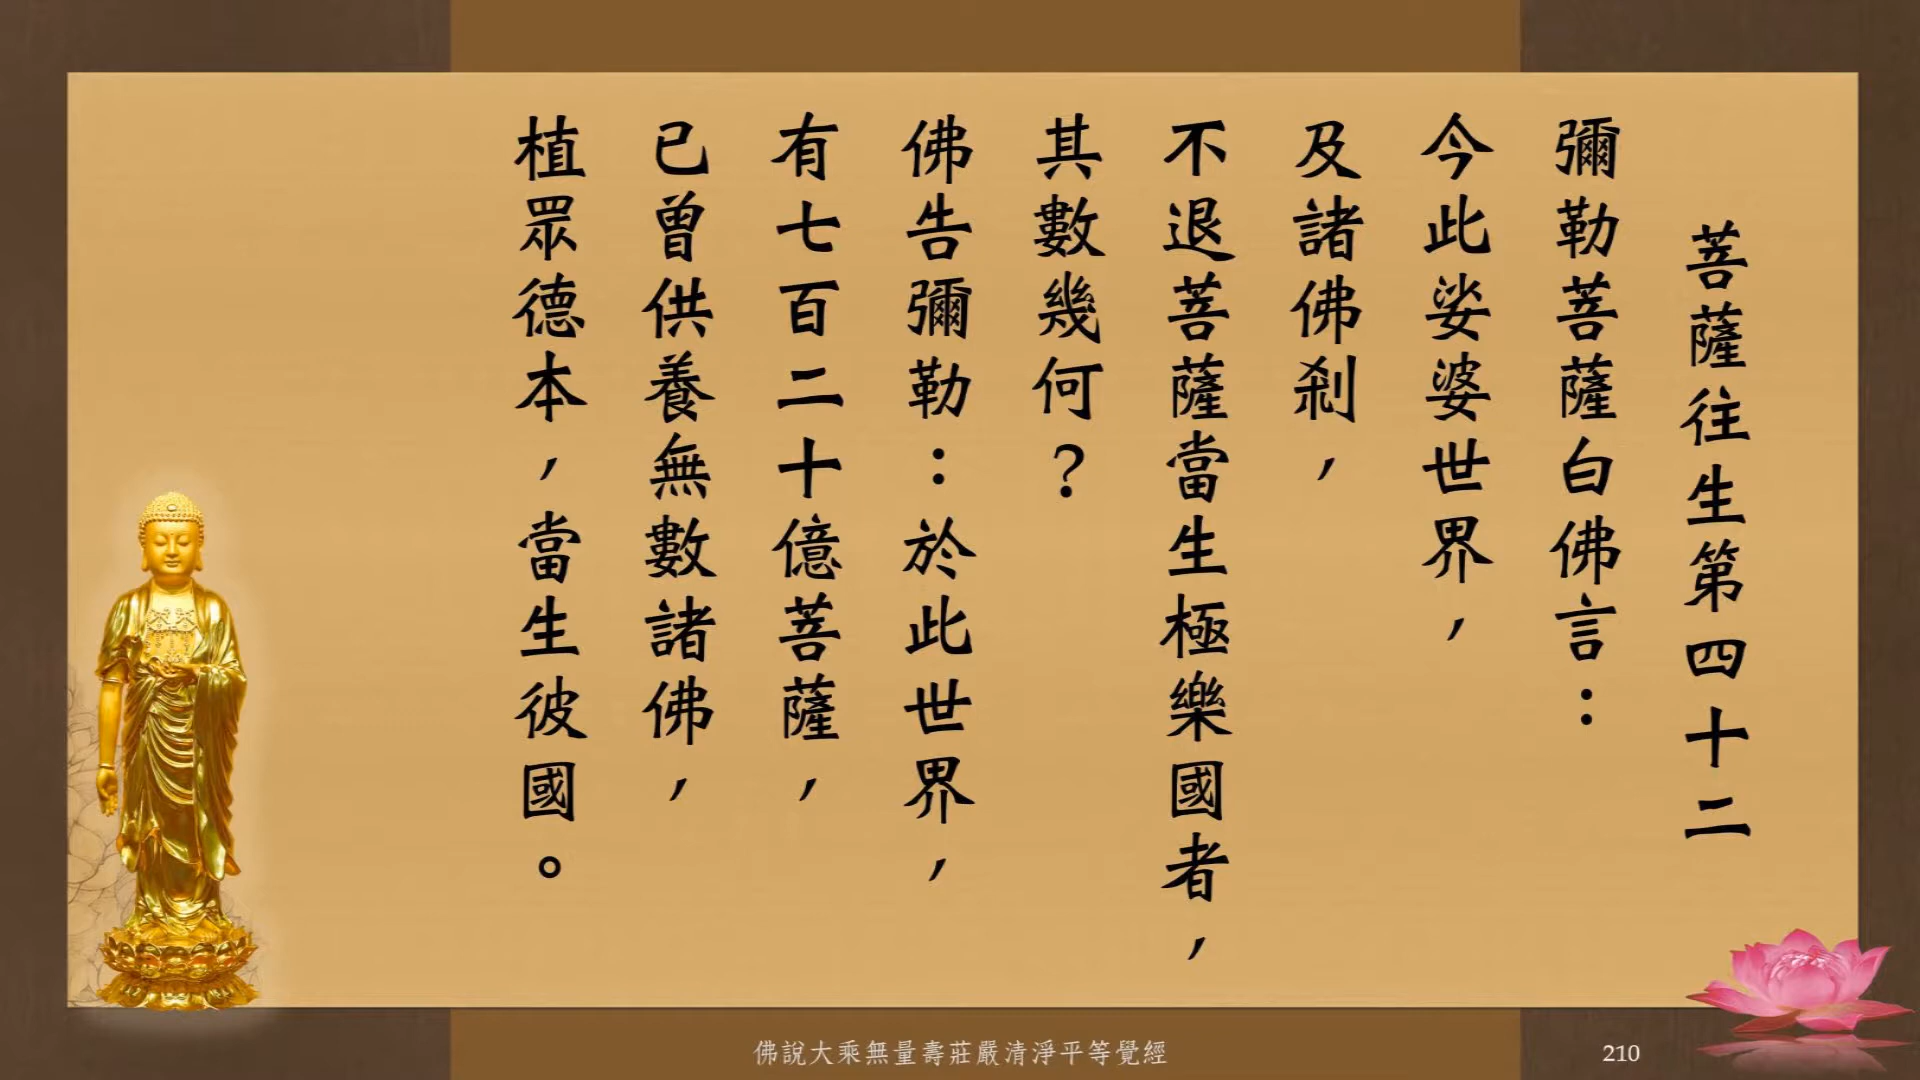 菩薩往生第四十二
彌勒菩薩白佛言：
今此娑婆世界，
及諸佛剎，
不退菩薩當生極樂國者，
其數幾何？
佛告彌勒：於此世界，
有七百二十億菩薩，
已曾供養無數諸佛，
植眾德本，當生彼國。
佛說大乘無量壽莊嚴清淨平等覺經
210